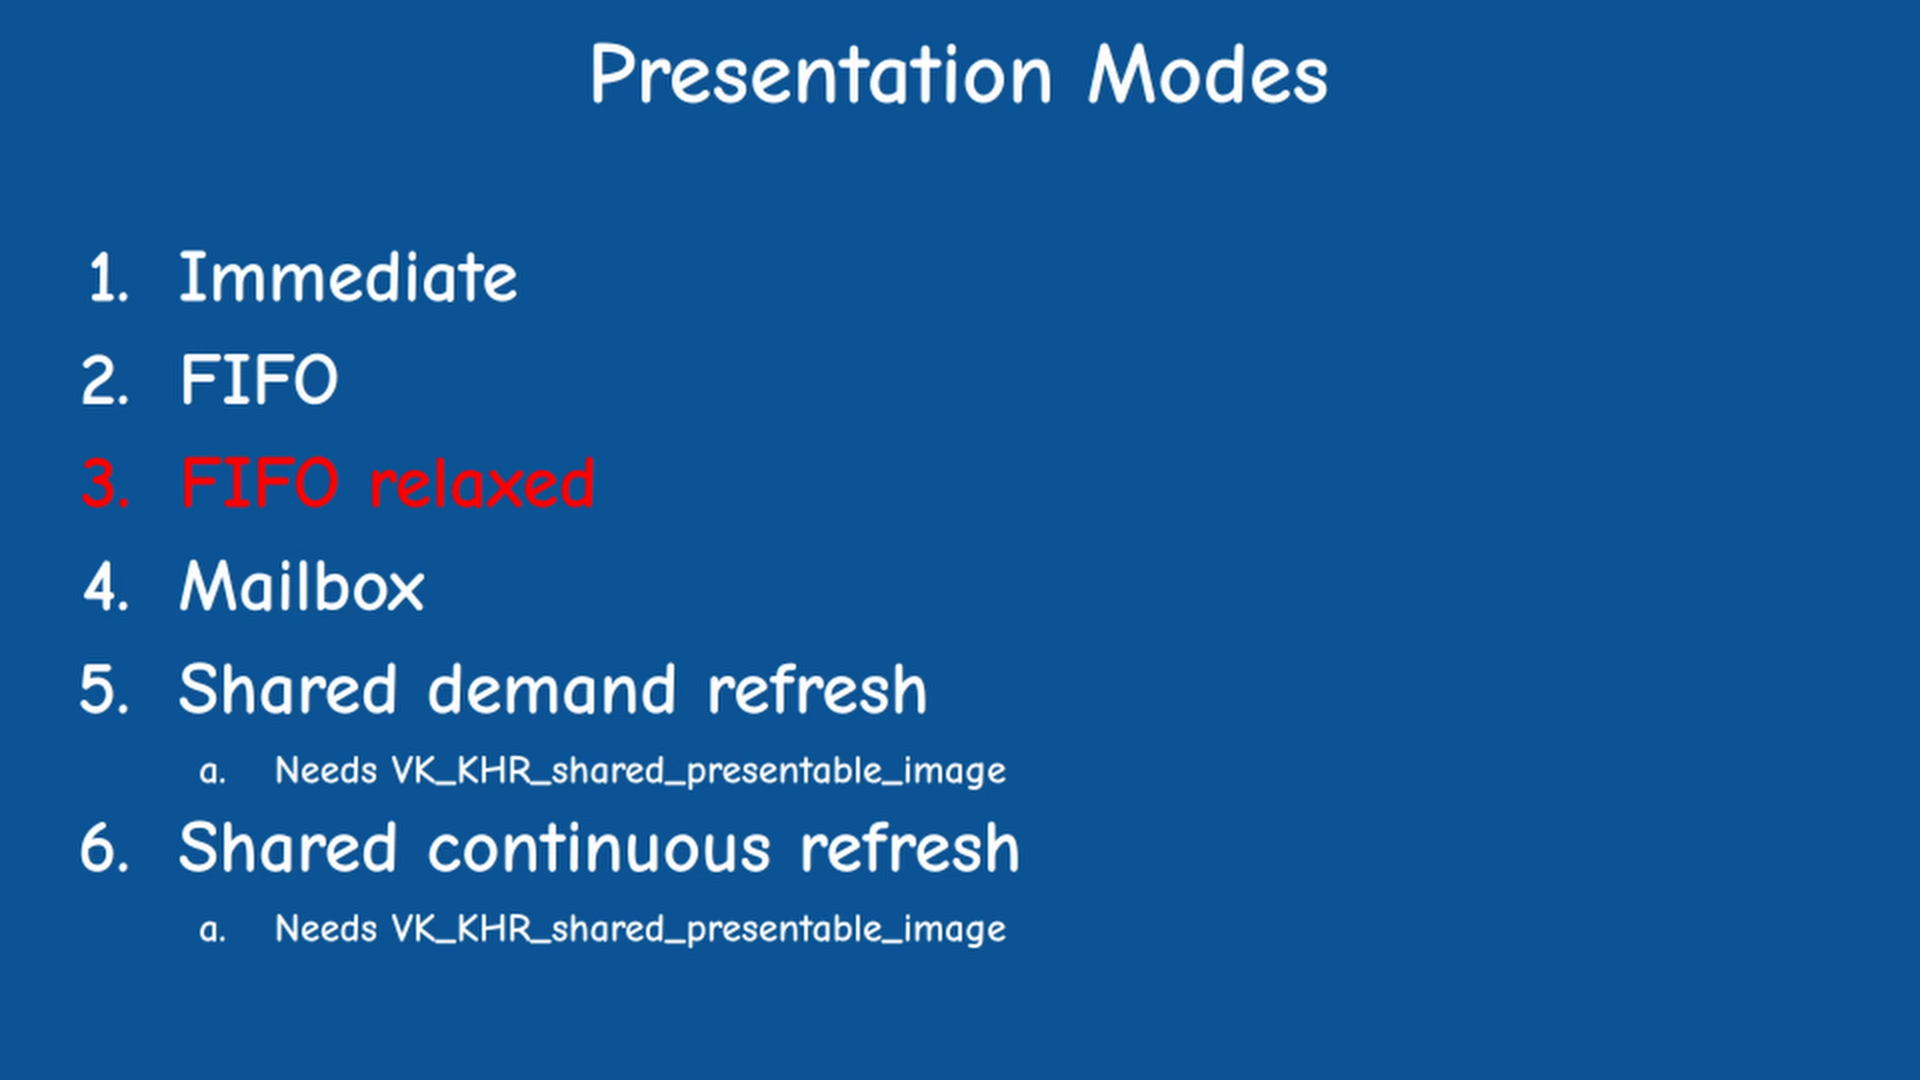 Presentation Modes
1. Immediate
2. FIFO
3. FIFO relaxed
4. Mailbox
5. Shared demand refresh
a. Needs VK_KHR_shared_presentable_image
6. Shared continuous refresh
a. Needs VK_KHR_shared_presentable_image